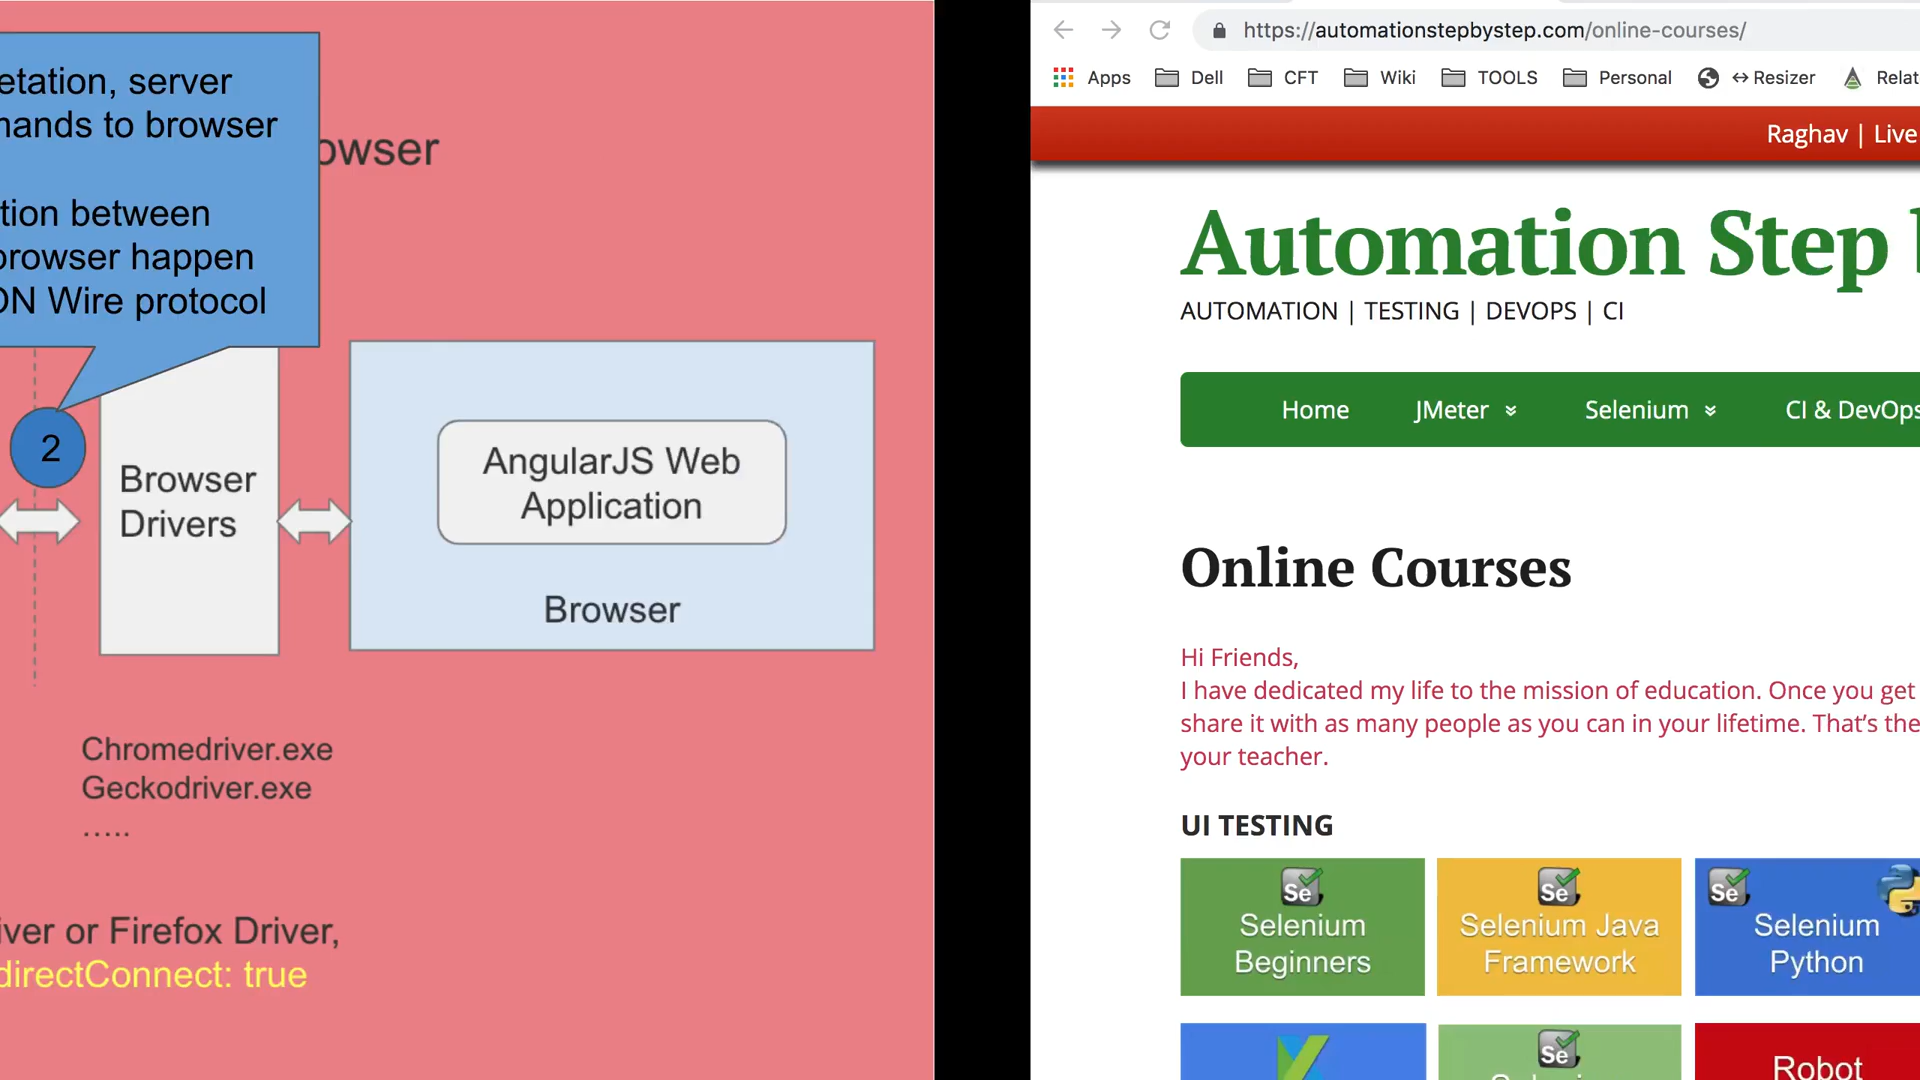 etation, server
mands to browser
tion between
browser happen
ON Wire protocol
owser
2
Browser
Drivers
AngularJS Web
Application
Browser
Chromedriver.exe
Geckodriver.exe
.....
iver or Firefox Driver,
directConnect: true
https://automationstepbystep.com/online-courses/
Apps Dell CFT Wiki TOOLS Personal ↔ Resizer Relat
Raghav | Live
Automation Step
AUTOMATION | TESTING | DEVOPS | CI
Home JMeter Selenium CI & DevOps
Online Courses
Hi Friends,
I have dedicated my life to the mission of education. Once you get
share it with as many people as you can in your lifetime. That's the
your teacher.
UI TESTING
Se
Selenium
Beginners
Se
Selenium Java
Framework
Se
Selenium
Python
Se
Robot